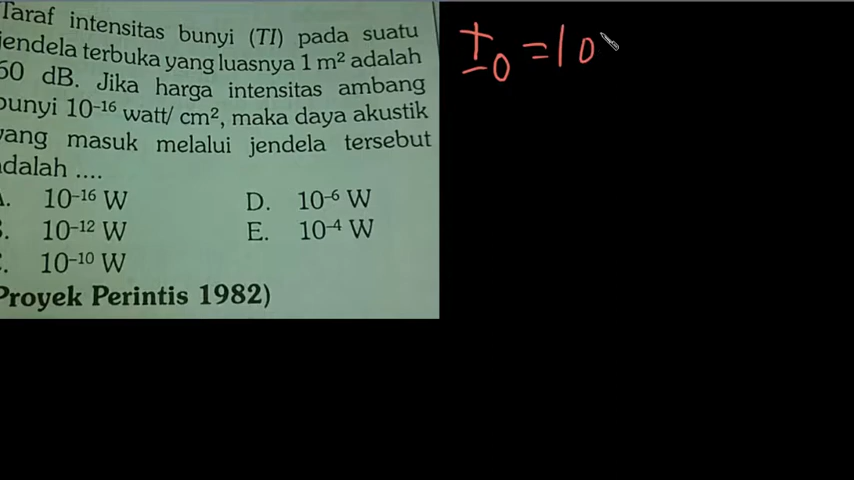 Taraf intensitas bunyi (TI) pada suatu
jendela terbuka yang luasnya 1 m² adalah
60 dB. Jika harga intensitas ambang
bunyi 10⁻¹⁶ watt/ cm², maka daya akustik
yang masuk melalui jendela tersebut
adalah ....
A. 10⁻¹⁶ W
B. 10⁻¹² W
C. 10⁻¹⁰ W
D. 10⁻⁶ W
E. 10⁻⁴ W
Proyek Perintis 1982)
I₀ = 10